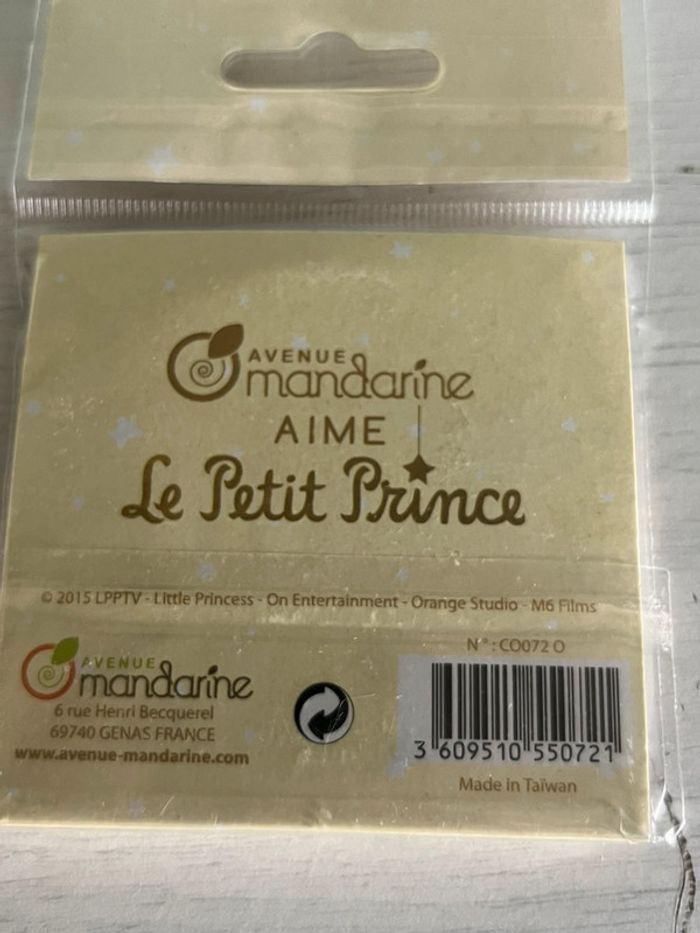 AVENUE
mandarine
AIME
Le Petit Prince
© 2015 LPPTV - Little Princess - On Entertainment - Orange Studio - M6 Films
N° : CO072 O
AVENUE
mandarine
6 rue Henri Becquerel
69740 GENAS FRANCE
www.avenue-mandarine.com
3 609510 550721
Made in Taïwan